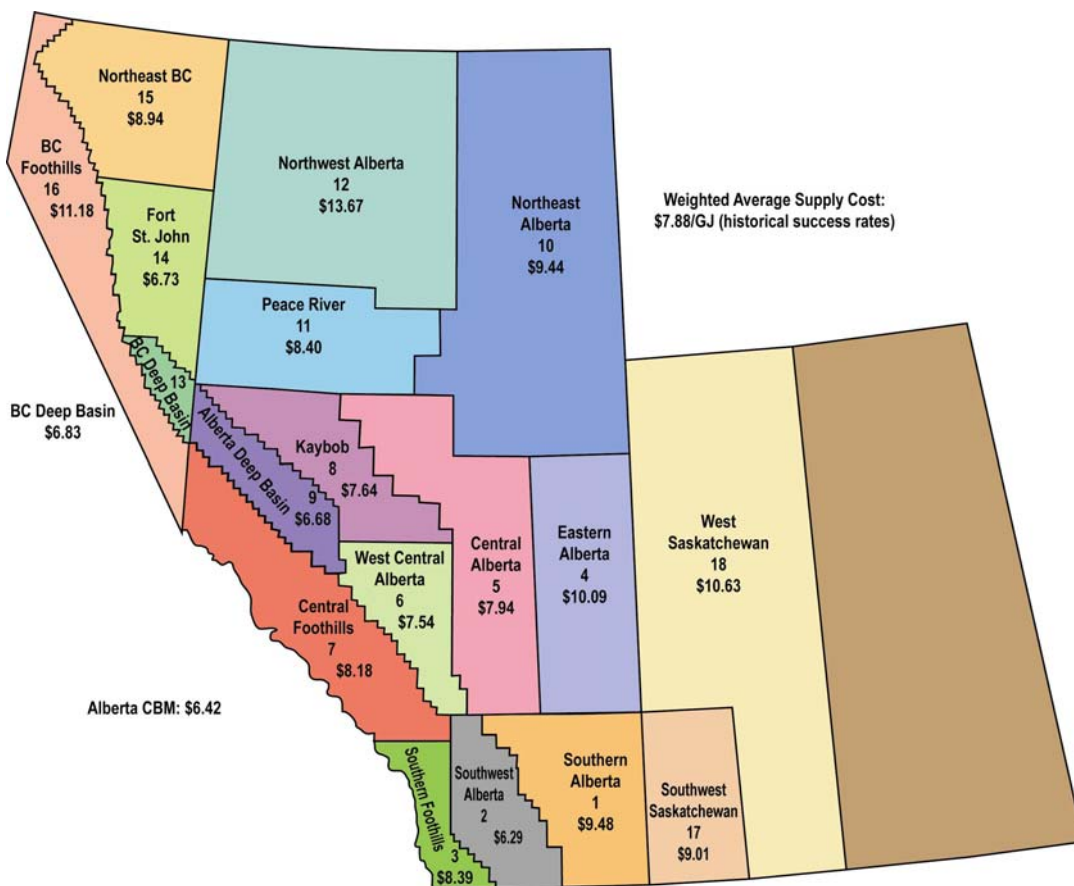 Northeast BC
15
$8.94
BC
Foothills
16
$11.18
Northwest Alberta
12
$13.67
Northeast
Alberta
10
$9.44
Weighted Average Supply Cost:
$7.88/GJ (historical success rates)
Fort
St. John
14
$6.73
Peace River
11
$8.40
BC Deep Basin
13
BC Deep Basin
$6.83
Alberta Deep Basin
9
$6.68
Kaybob
8
$7.64
West Central
Alberta
6
$7.54
Central
Alberta
5
$7.94
Eastern
Alberta
4
$10.09
West
Saskatchewan
18
$10.63
Central
Foothills
7
$8.18
Alberta CBM: $6.42
Southern Foothills
3
$8.39
Southwest
Alberta
2
$6.29
Southern
Alberta
1
$9.48
Southwest
Saskatchewan
17
$9.01